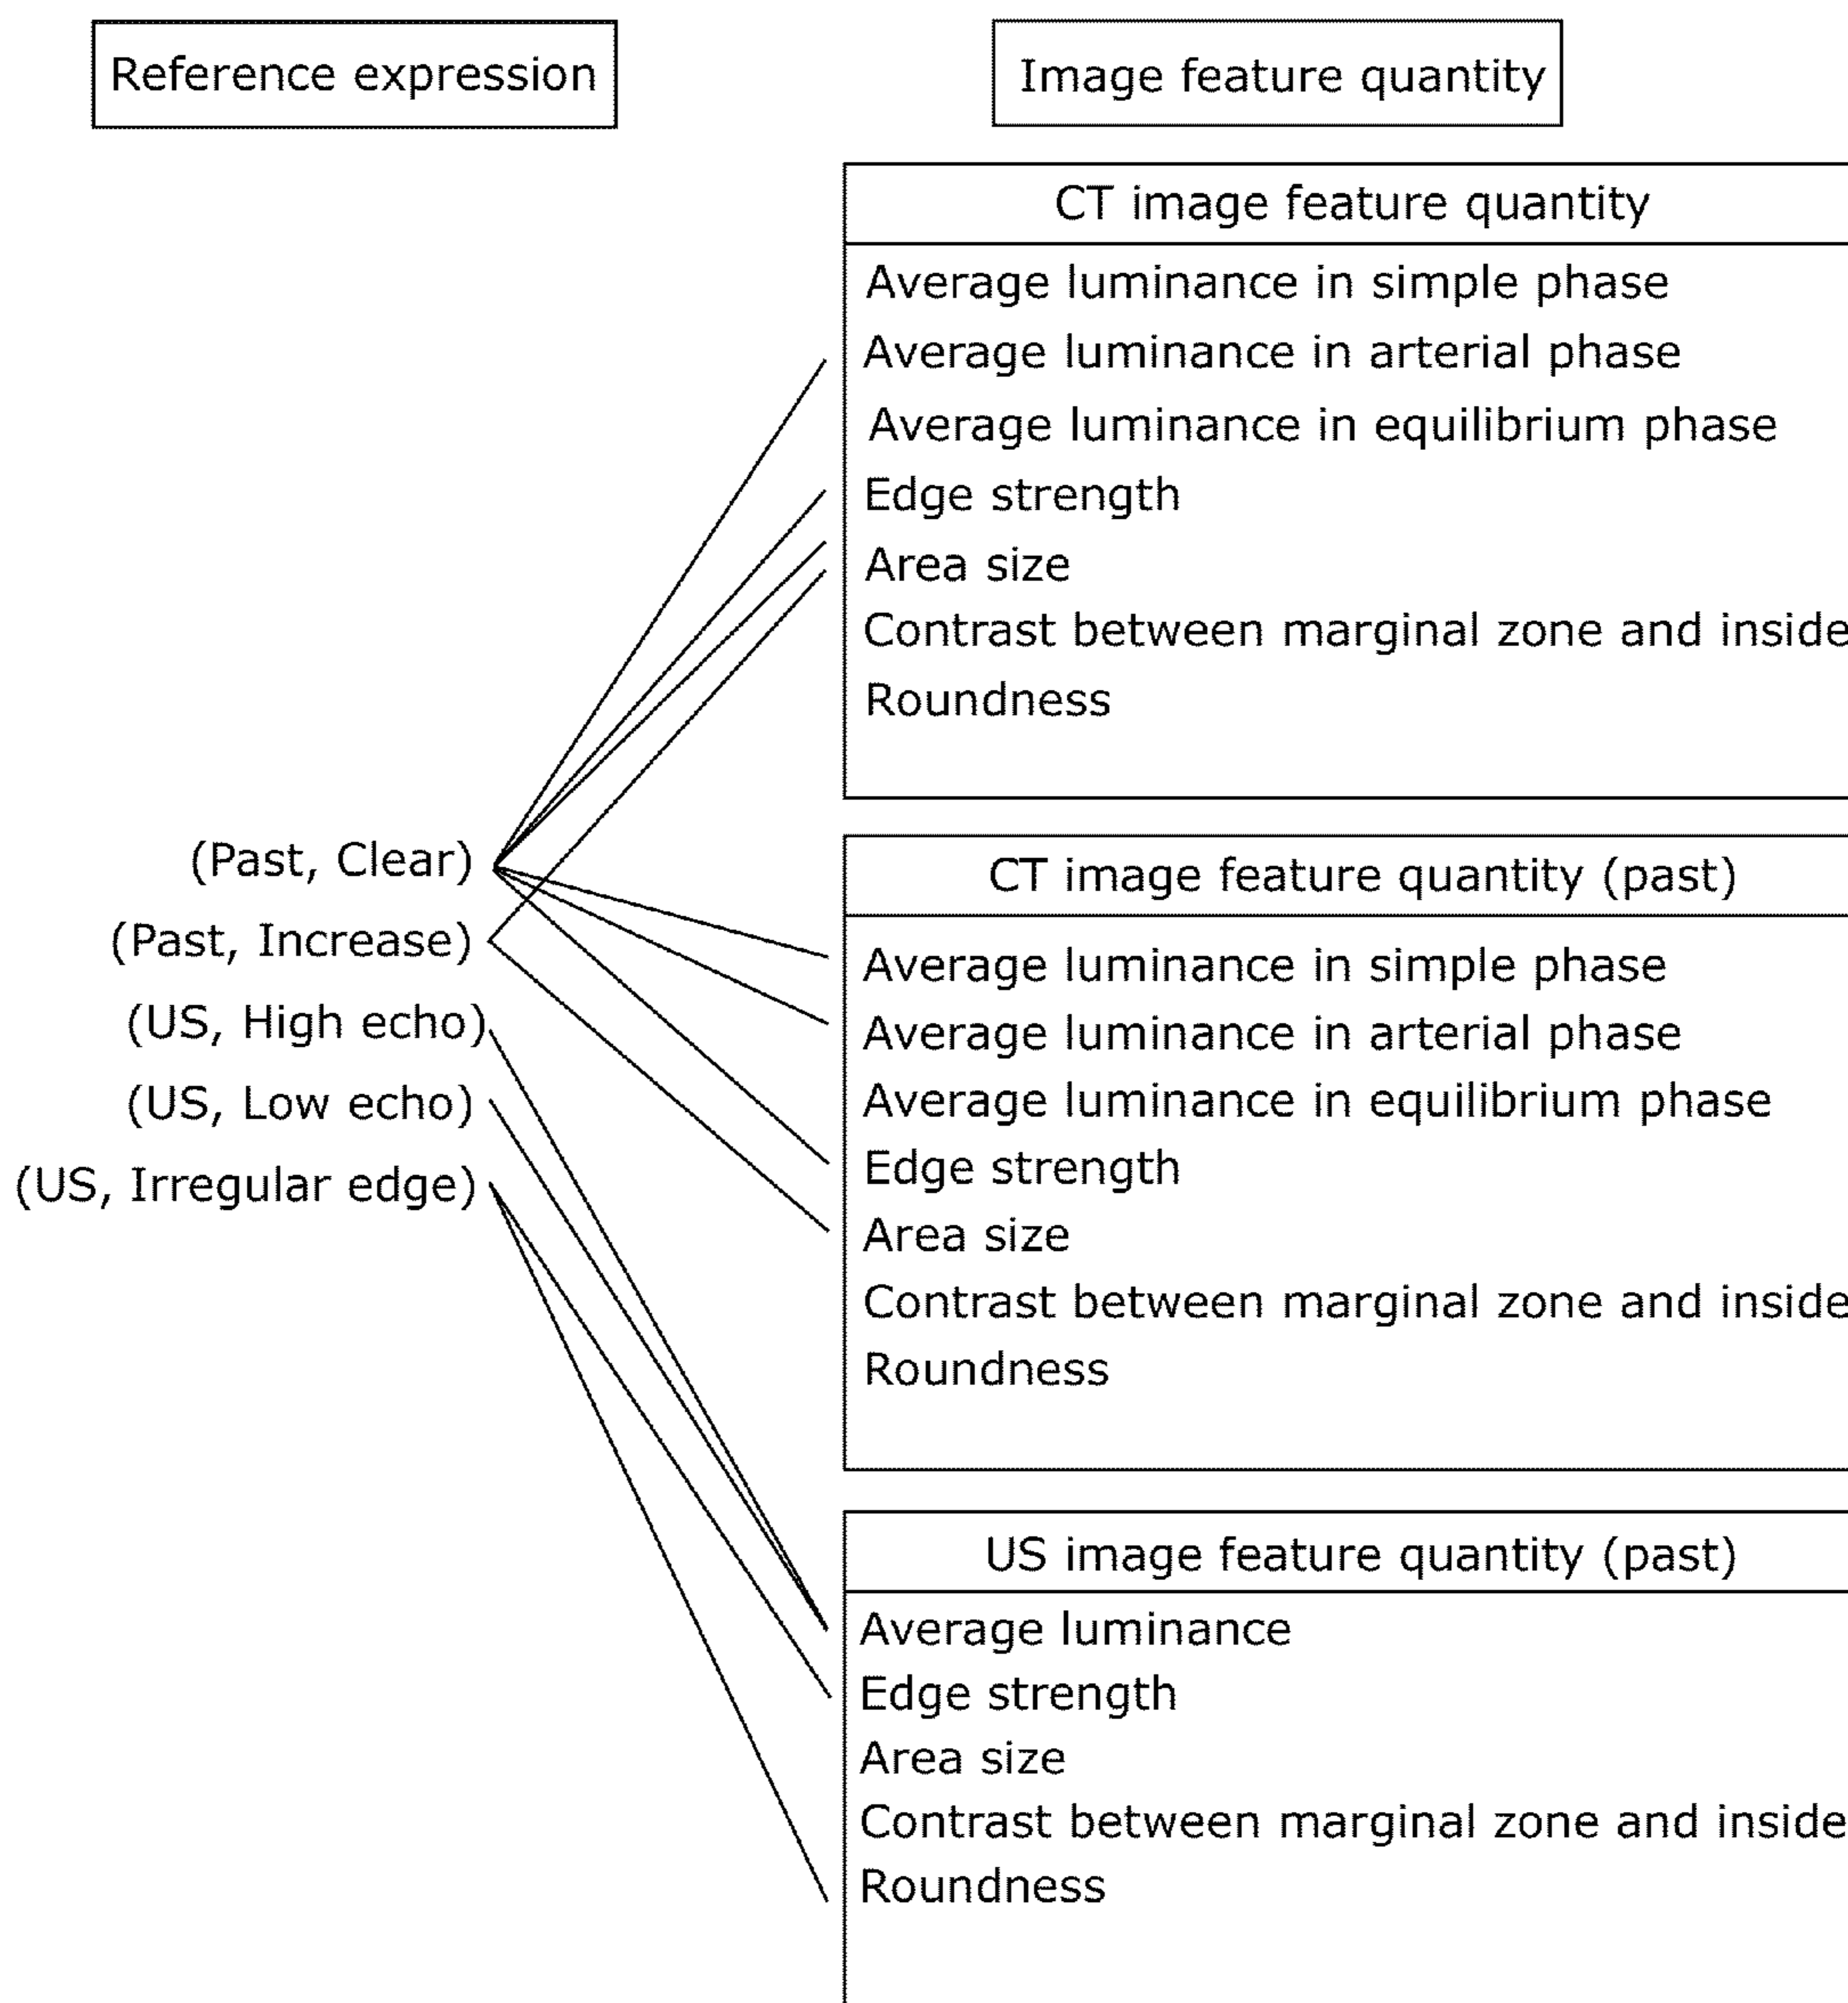 Reference expression
Image feature quantity
CT image feature quantity
Average luminance in simple phase
Average luminance in arterial phase
Average luminance in equilibrium phase
Edge strength
Area size
Contrast between marginal zone and inside
Roundness
(Past, Clear)
(Past, Increase)
(US, High echo)
(US, Low echo)
(US, Irregular edge)
CT image feature quantity (past)
Average luminance in simple phase
Average luminance in arterial phase
Average luminance in equilibrium phase
Edge strength
Area size
Contrast between marginal zone and inside
Roundness
US image feature quantity (past)
Average luminance
Edge strength
Area size
Contrast between marginal zone and inside
Roundness